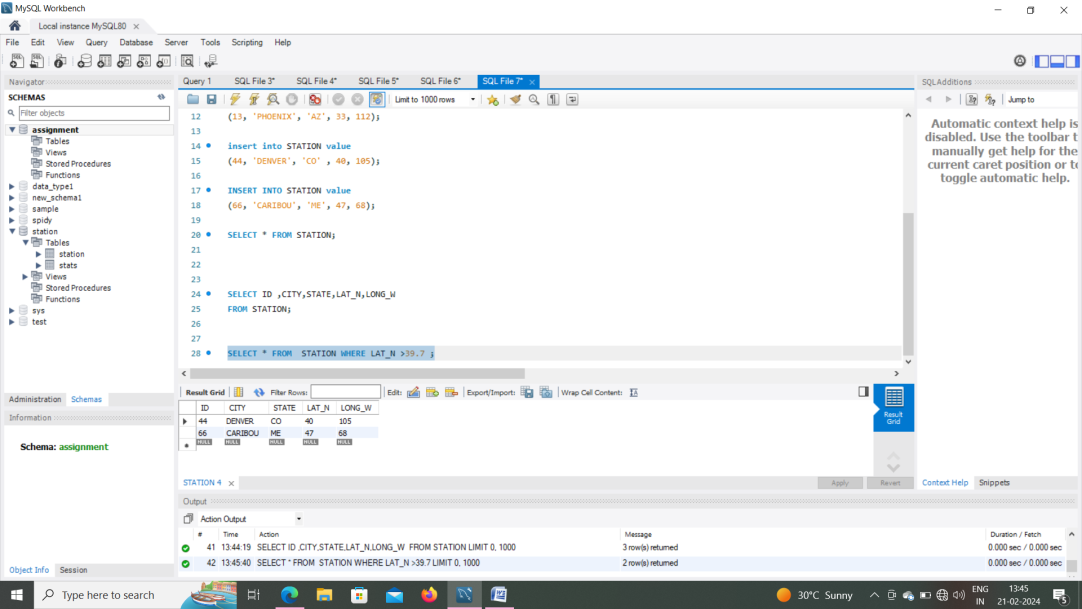 MySQL Workbench
Local instance MySQL80
File Edit View Query Database Server Tools Scripting Help
Navigator
SCHEMAS
Filter objects
assignment
Tables
Views
Stored Procedures
Functions
data_type1
new_schema1
sample
spidy
station
Tables
station
stats
Views
Stored Procedures
Functions
sys
test
Administration Schemas
Information
Schema: assignment
Object Info Session
Query 1 SQL File 3* SQL File 4* SQL File 5* SQL File 6* SQL File 7*
Limit to 1000 rows
12 (13, 'PHOENIX', 'AZ', 33, 112);
13
14 insert into STATION value
15 (44, 'DENVER', 'CO' , 40, 105);
16
17 INSERT INTO STATION value
18 (66, 'CARIBOU', 'ME', 47, 68);
19
20 SELECT * FROM STATION;
21
22
23
24 SELECT ID ,CITY,STATE,LAT_N,LONG_W
25 FROM STATION;
26
27
28 SELECT * FROM  STATION WHERE LAT_N >39.7 ;
Result Grid Filter Rows: Edit: Export/Import: Wrap Cell Content:
ID CITY STATE LAT_N LONG_W
44 DENVER CO 40 105
66 CARIBOU ME 47 68
NULL NULL NULL NULL NULL
Result
Grid
STATION 4
Apply Revert
Output
Action Output
# Time Action Message Duration / Fetch
41 13:44:19 SELECT ID ,CITY,STATE,LAT_N,LONG_W FROM STATION LIMIT 0, 1000 3 row(s) returned 0.000 sec / 0.000 sec
42 13:45:40 SELECT * FROM STATION WHERE LAT_N >39.7 LIMIT 0, 1000 2 row(s) returned 0.000 sec / 0.000 sec
SQLAdditions
Jump to
Automatic context help is
disabled. Use the toolbar t
manually get help for the
current caret position or to
toggle automatic help.
Context Help Snippets
Type here to search
30°C Sunny
ENG
IN
13:45
21-02-2024
5